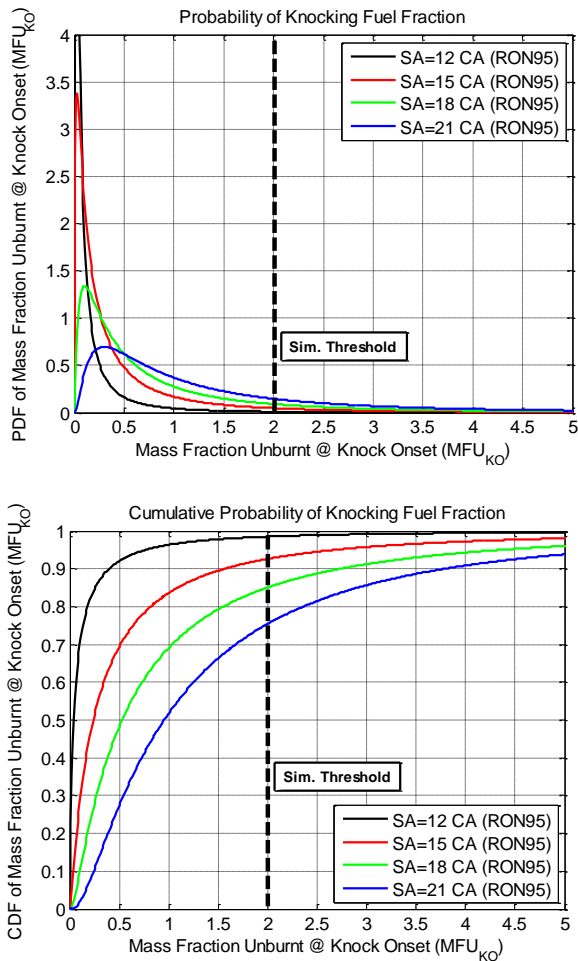 Probability of Knocking Fuel Fraction
PDF of Mass Fraction Unburnt @ Knock Onset (MFU_KO)
4
3.5
3
2.5
2
1.5
1
0.5
0
SA=12 CA (RON95)
SA=15 CA (RON95)
SA=18 CA (RON95)
SA=21 CA (RON95)
Sim. Threshold
0 0.5 1 1.5 2 2.5 3 3.5 4 4.5 5
Mass Fraction Unburnt @ Knock Onset (MFU_KO)
Cumulative Probability of Knocking Fuel Fraction
CDF of Mass Fraction Unburnt @ Knock Onset (MFU_KO)
1
0.9
0.8
0.7
0.6
0.5
0.4
0.3
0.2
0.1
0
Sim. Threshold
SA=12 CA (RON95)
SA=15 CA (RON95)
SA=18 CA (RON95)
SA=21 CA (RON95)
0 0.5 1 1.5 2 2.5 3 3.5 4 4.5 5
Mass Fraction Unburnt @ Knock Onset (MFU_KO)